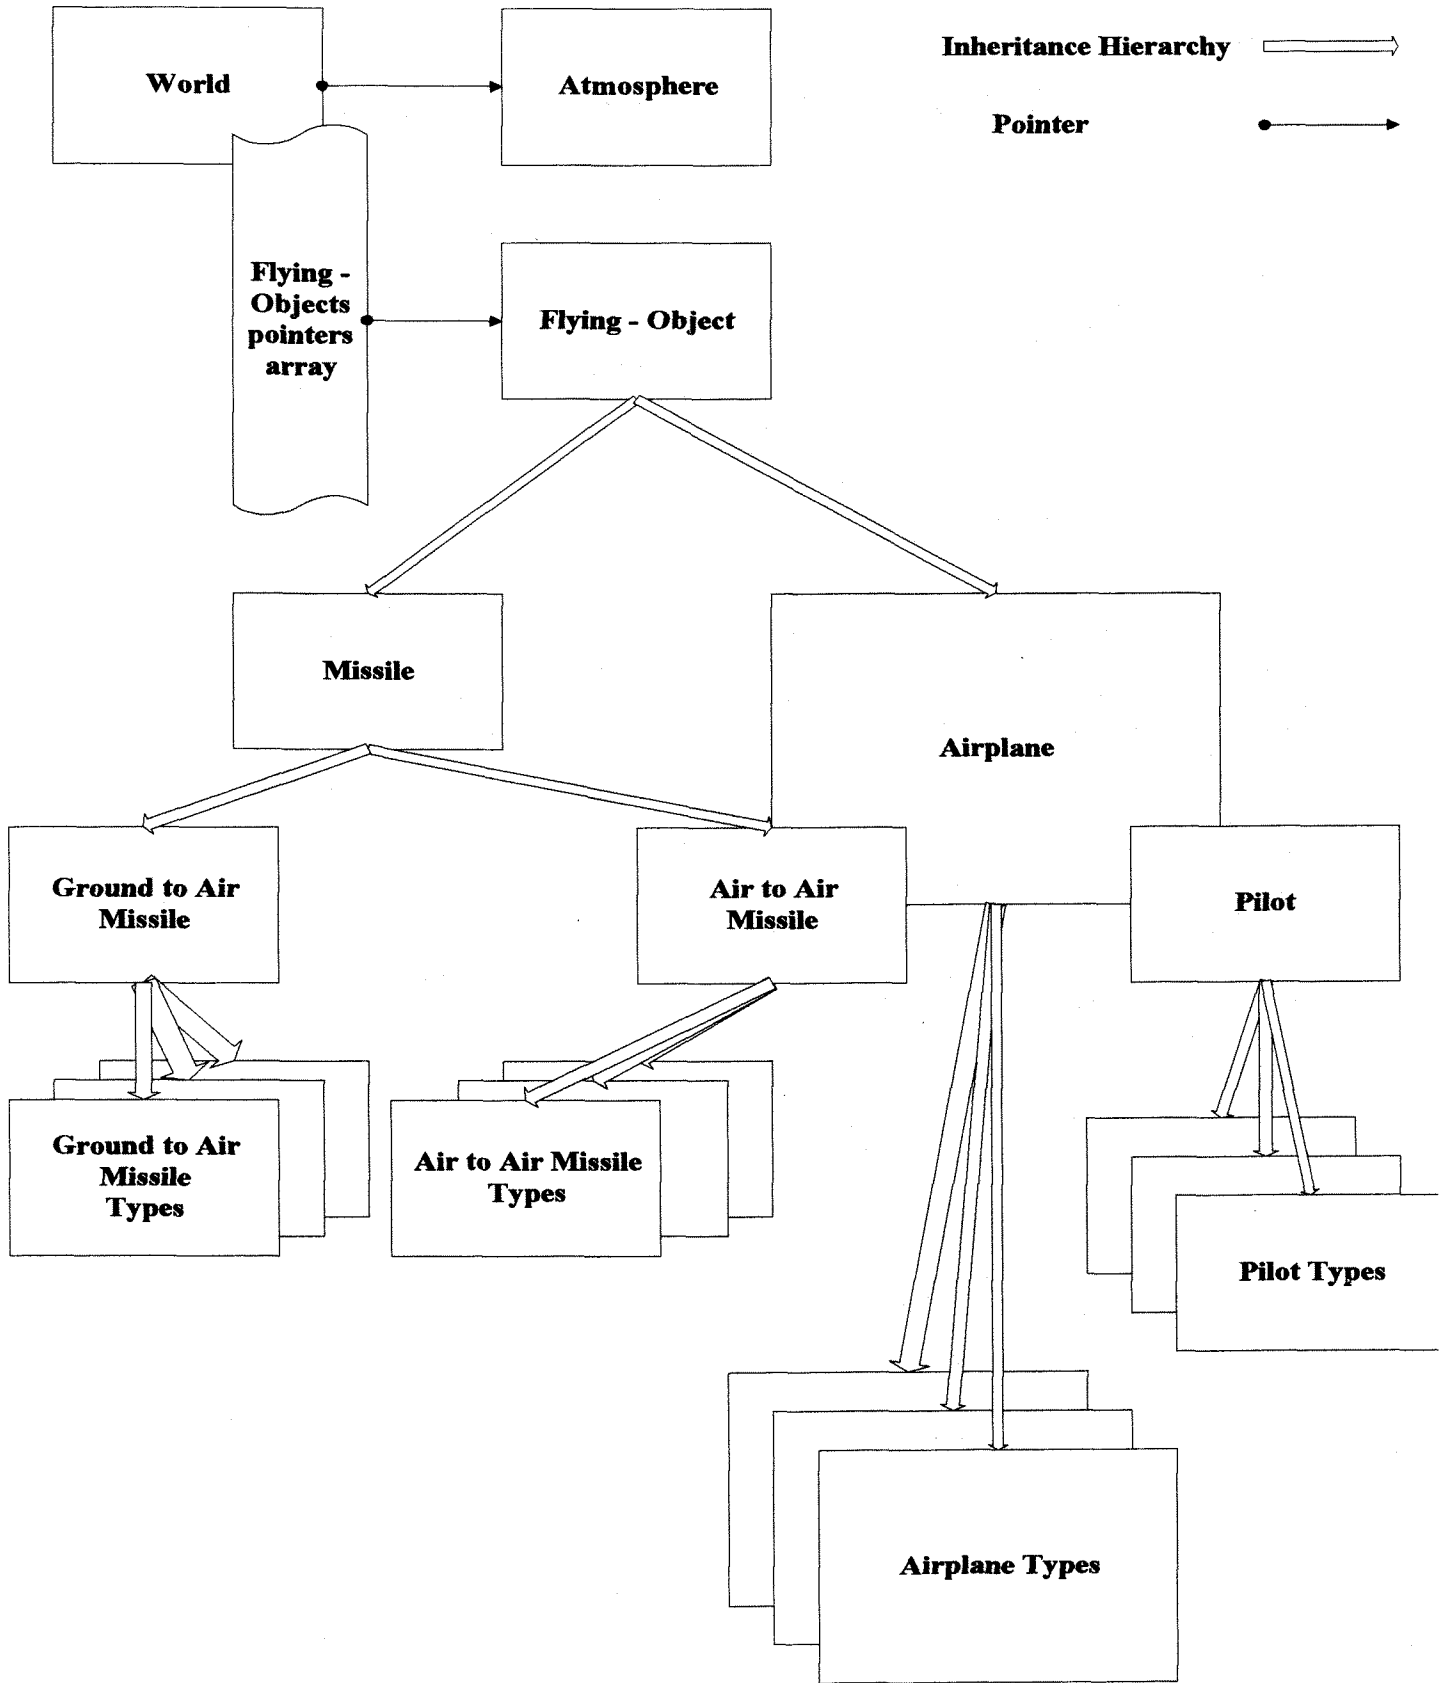 World
Atmosphere
Inheritance Hierarchy
Pointer
Flying -
Objects
pointers
array
Flying - Object
Missile
Airplane
Ground to Air
Missile
Air to Air
Missile
Pilot
Ground to Air
Missile
Types
Air to Air Missile
Types
Pilot Types
Airplane Types